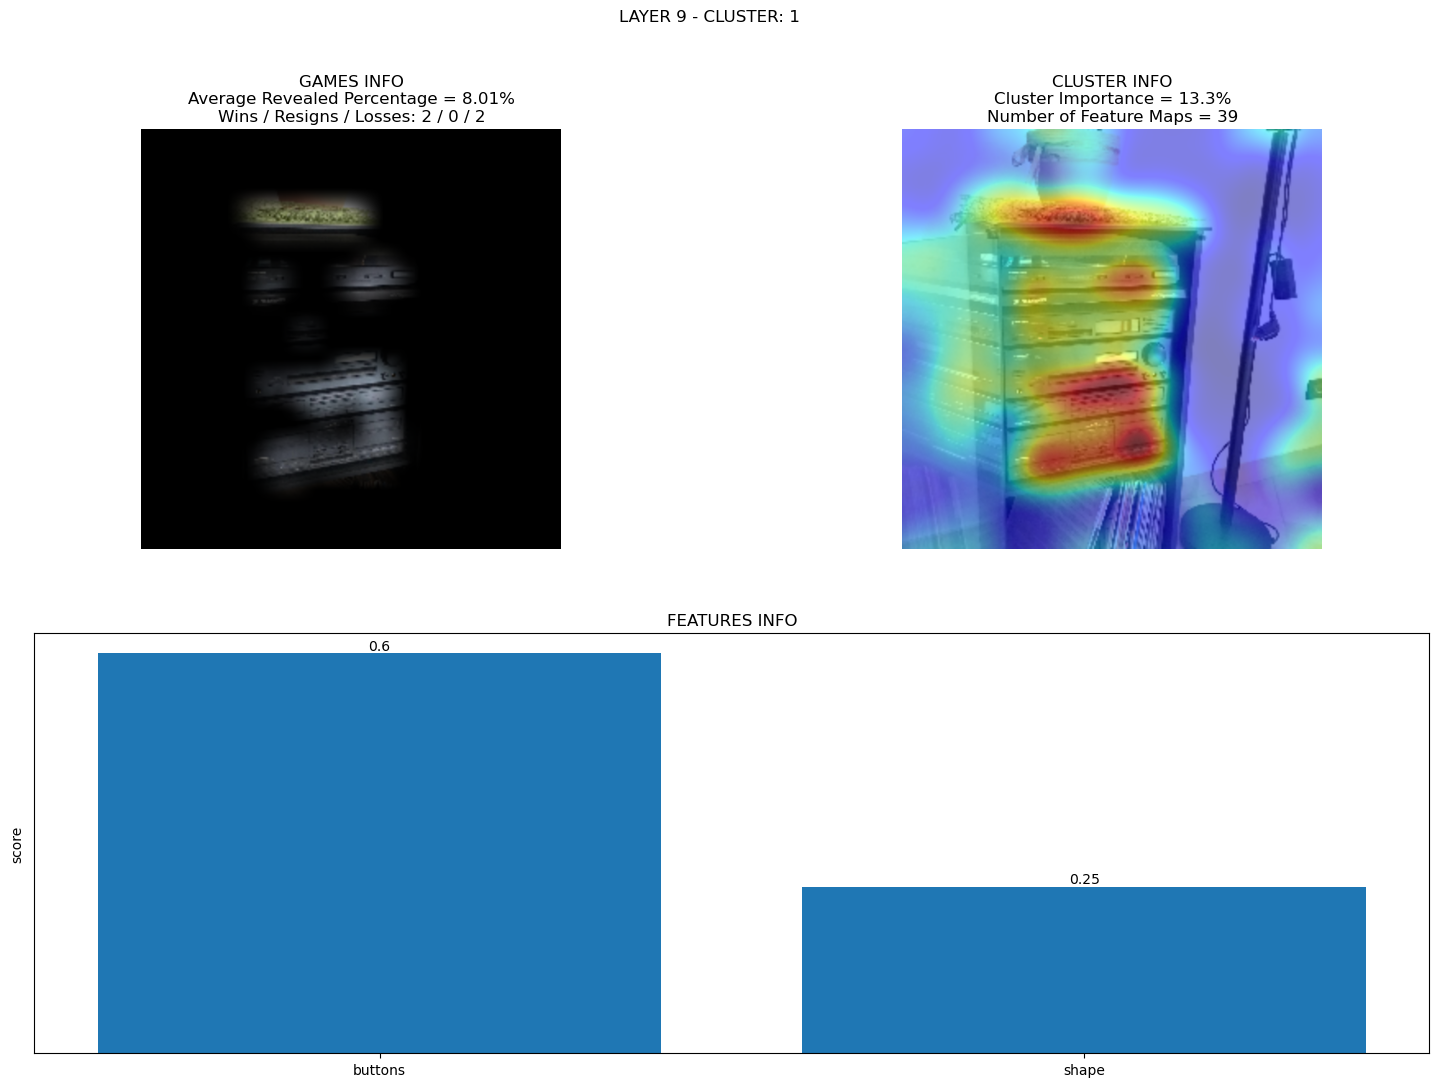 LAYER 9 - CLUSTER: 1
GAMES INFO
Average Revealed Percentage = 8.01%
Wins / Resigns / Losses: 2 / 0 / 2
CLUSTER INFO
Cluster Importance = 13.3%
Number of Feature Maps = 39
FEATURES INFO
score
0.6
0.25
buttons
shape